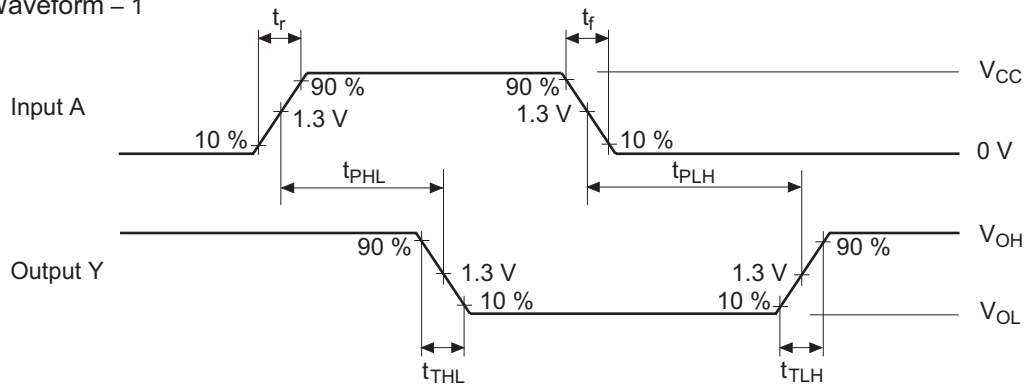 Waveform – 1
tr
tf
VCC
90 %
90 %
Input A
1.3 V
1.3 V
10 %
10 %
0 V
tPHL
tPLH
VOH
90 %
90 %
Output Y
1.3 V
1.3 V
10 %
10 %
VOL
tTHL
tTLH